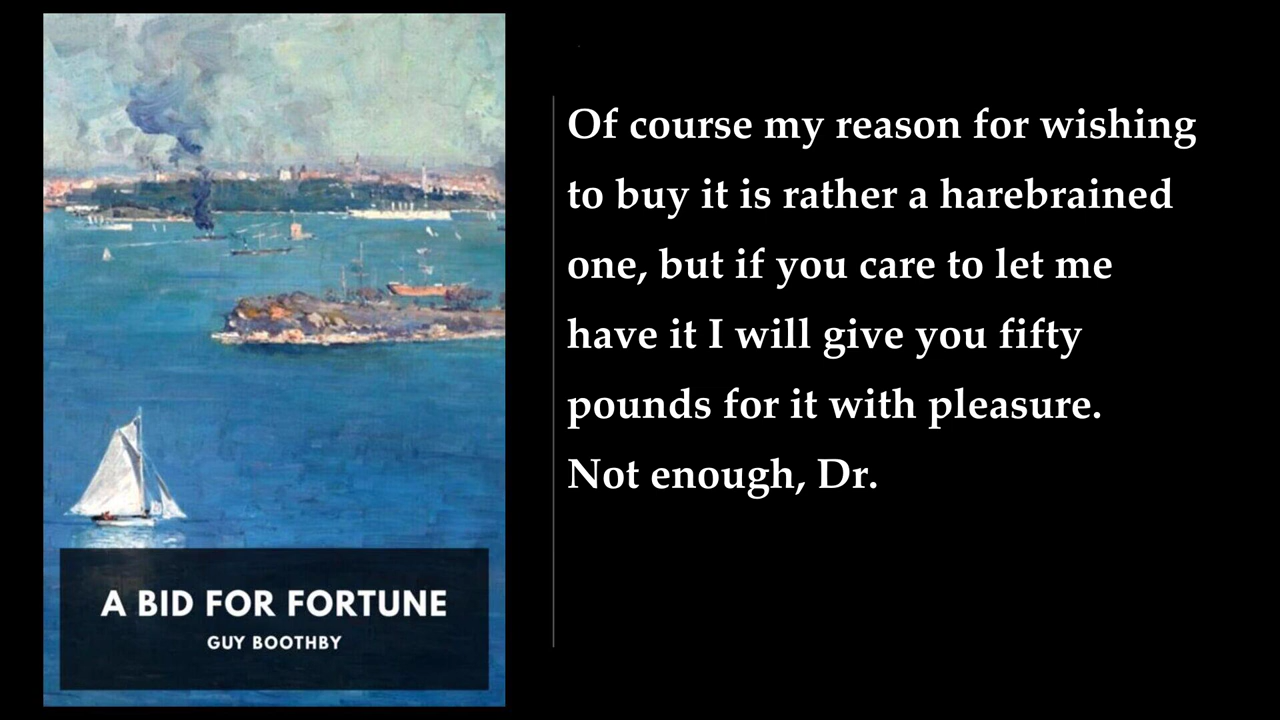 A BID FOR FORTUNE
GUY BOOTHBY
Of course my reason for wishing
to buy it is rather a harebrained
one, but if you care to let me
have it I will give you fifty
pounds for it with pleasure.
Not enough, Dr.